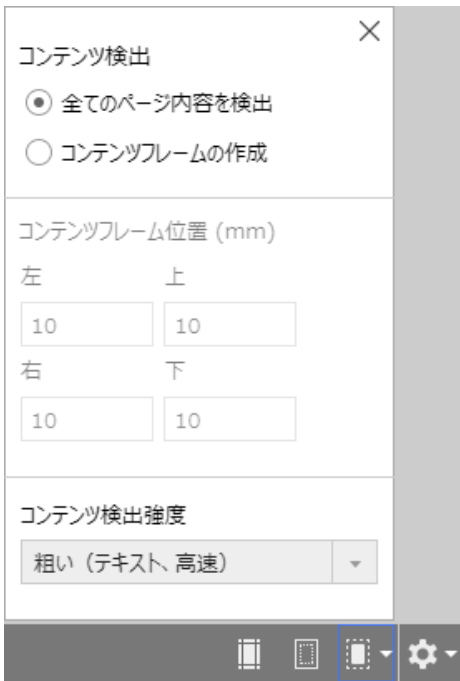 コンテンツ検出
全てのページ内容を検出
コンテンツフレームの作成
コンテンツフレーム位置 (mm)
左 上
10 10
右 下
10 10
コンテンツ検出強度
粗い（テキスト、高速）